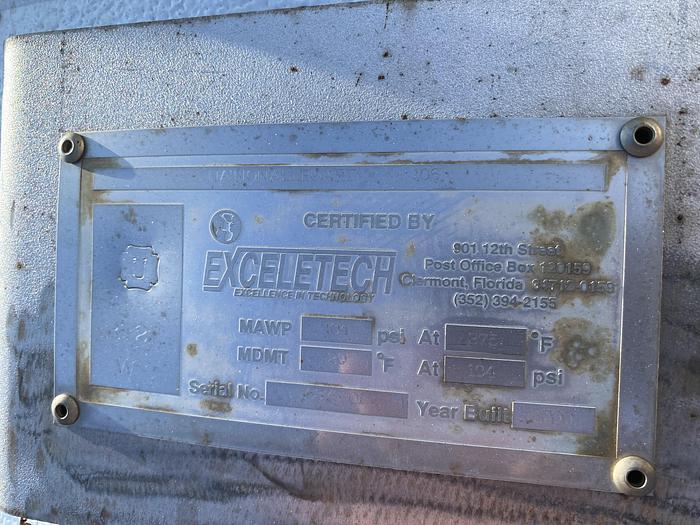 NATIONAL
CERTIFIED BY
EXCELETECH
EXCELLENCE IN TECHNOLOGY
901 12th Street
Post Office Box 120159
Clermont, Florida
(352) 394-2155
U
W
MAWP psi At °F
MDMT °F At 104 psi
Serial No. Year Built